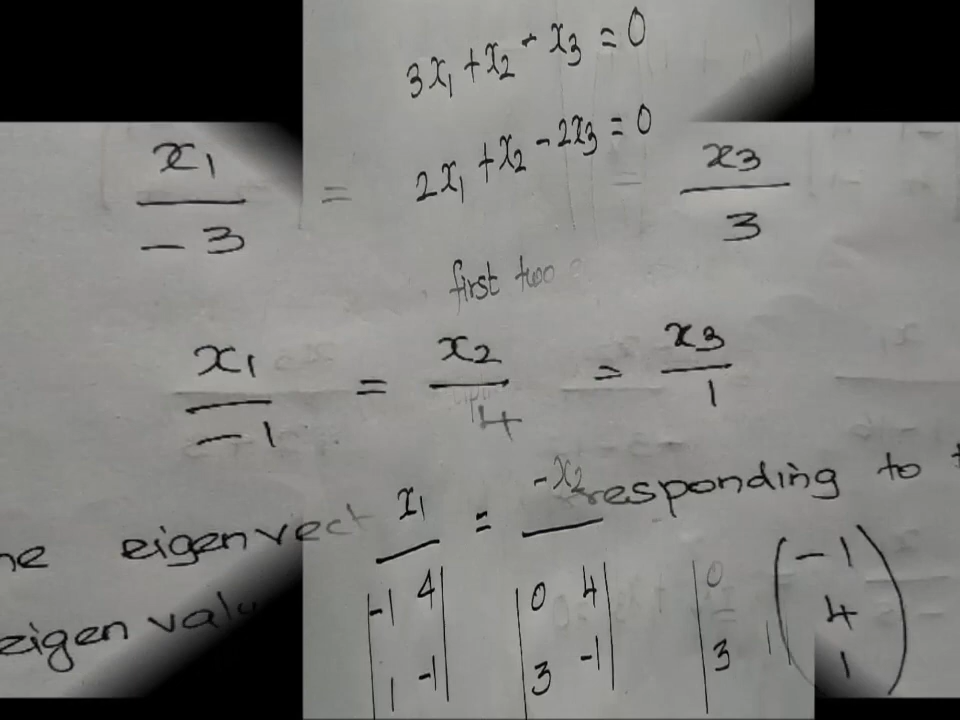 3x₁ + x₂ - x₃ = 0
2x₁ + x₂ - 2x₃ = 0
x₁/-3 = = x₃/3
first two
x₁/-1 = x₂/4 = x₃/1
eigenvect responding to
x₁/|-1 4; 1 -1| = -x₂/|0 4; 3 -1| |0 3
eigen (-1 4 1)